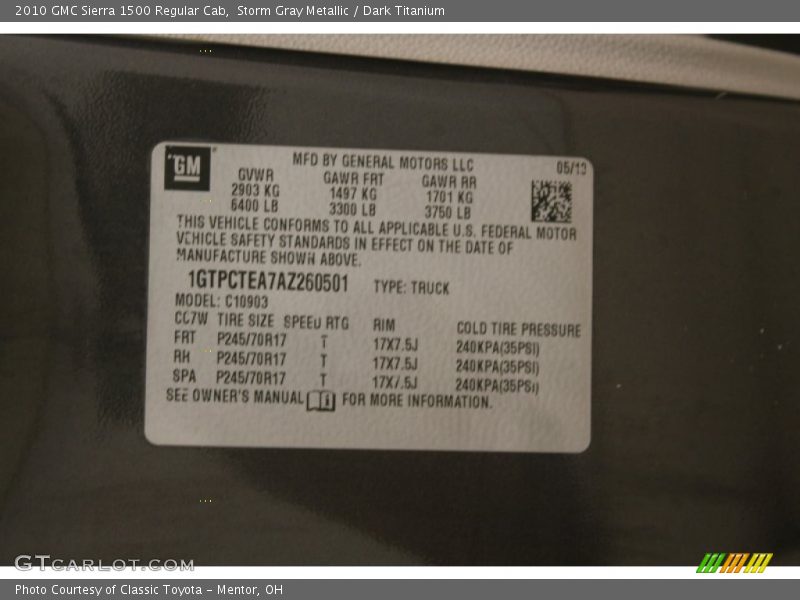 2010 GMC Sierra 1500 Regular Cab, Storm Gray Metallic / Dark Titanium
GM
MFD BY GENERAL MOTORS LLC 05/13
GVWR GAWR FRT GAWR RR
2903 KG 1497 KG 1701 KG
6400 LB 3300 LB 3750 LB
THIS VEHICLE CONFORMS TO ALL APPLICABLE U.S. FEDERAL MOTOR
VEHICLE SAFETY STANDARDS IN EFFECT ON THE DATE OF
MANUFACTURE SHOWN ABOVE.
1GTPCTEA7AZ260501 TYPE: TRUCK
MODEL: C10903
CC7W TIRE SIZE SPEED RTG RIM COLD TIRE PRESSURE
FRT P245/70R17 T 17X7.5J 240KPA(35PSI)
RH P245/70R17 T 17X7.5J 240KPA(35PSI)
SPA P245/70R17 T 17X7.5J 240KPA(35PSI)
SEE OWNER'S MANUAL FOR MORE INFORMATION.
GTCARLOT.COM
Photo Courtesy of Classic Toyota - Mentor, OH